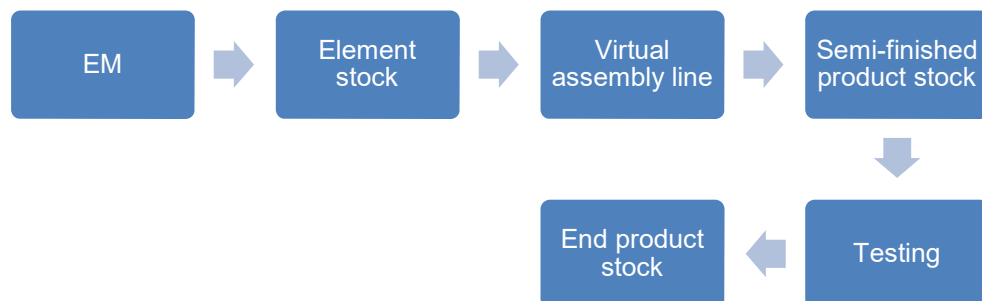 EM
Element
stock
Virtual
assembly line
Semi-finished
product stock
Testing
End product
stock